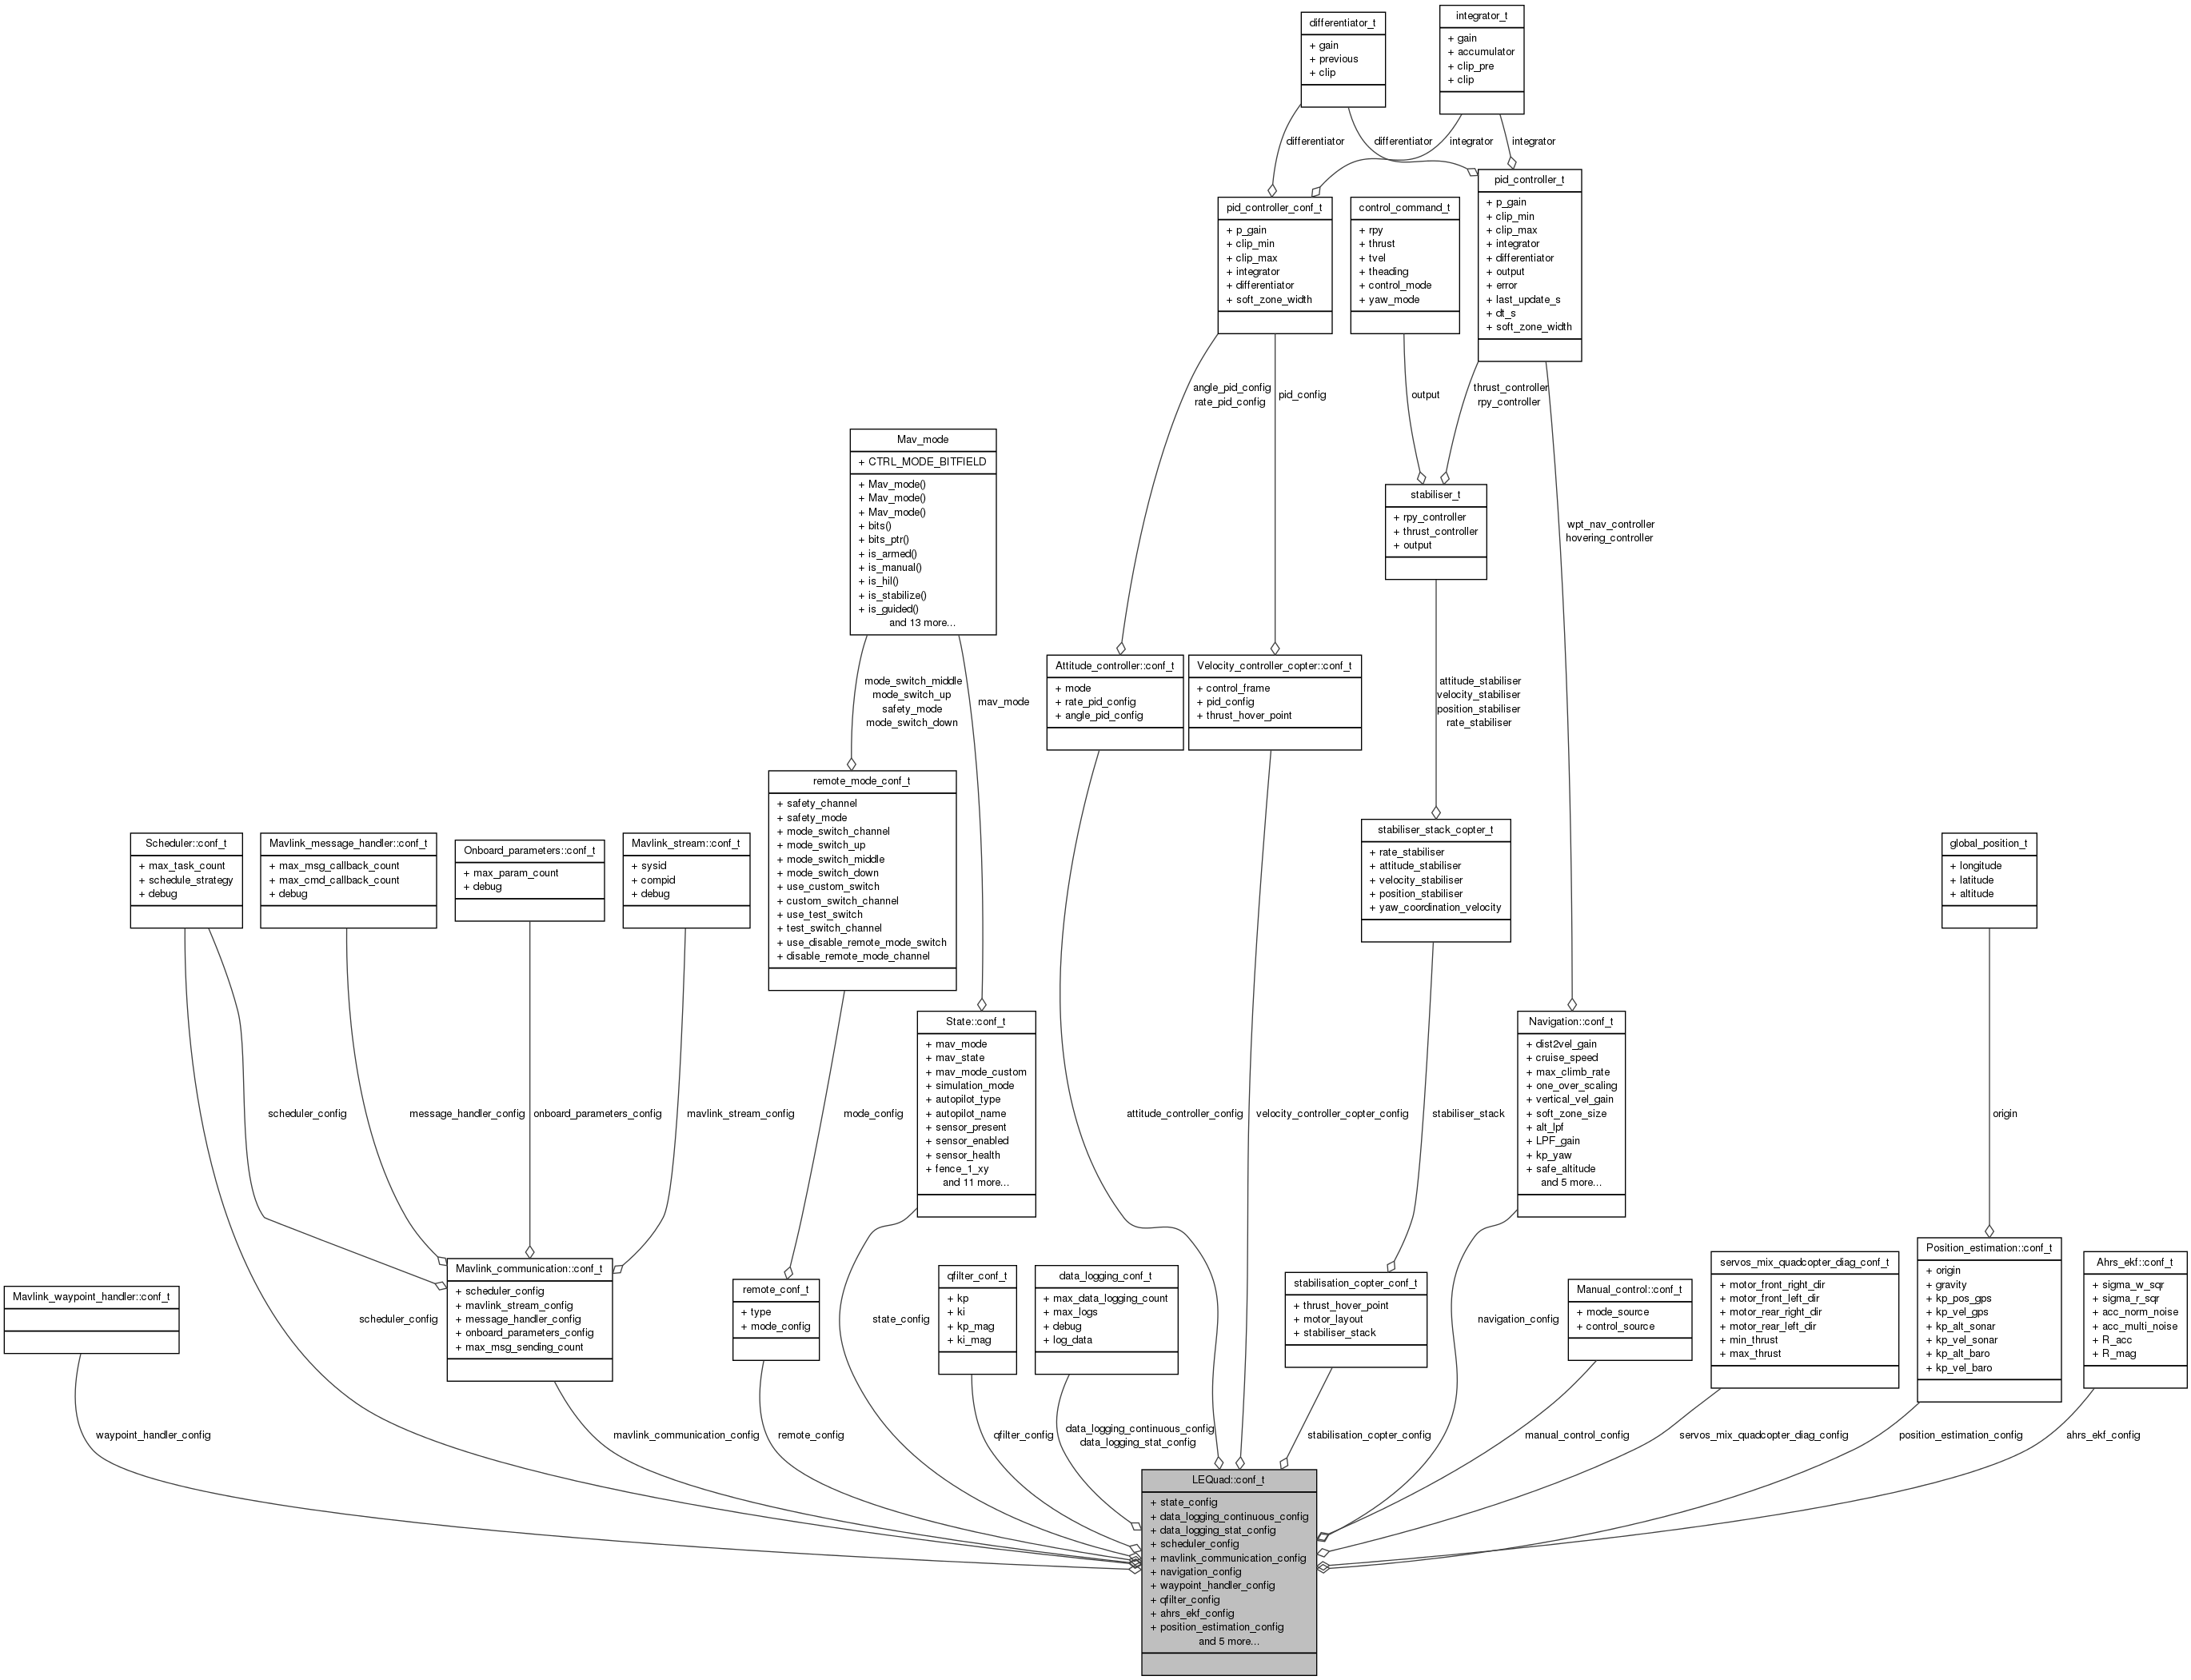 differentiator_t
+ gain
+ previous
+ clip
integrator_t
+ gain
+ accumulator
+ clip_pre
+ clip
differentiator
differentiator
integrator
integrator
pid_controller_conf_t
+ p_gain
+ clip_min
+ clip_max
+ integrator
+ differentiator
+ soft_zone_width
control_command_t
+ rpy
+ thrust
+ tvel
+ theading
+ control_mode
+ yaw_mode
pid_controller_t
+ p_gain
+ clip_min
+ clip_max
+ integrator
+ differentiator
+ output
+ error
+ last_update_s
+ dt_s
+ soft_zone_width
angle_pid_config
rate_pid_config
pid_config
output
thrust_controller
rpy_controller
Mav_mode
+ CTRL_MODE_BITFIELD
+ Mav_mode()
+ Mav_mode()
+ Mav_mode()
+ bits()
+ bits_ptr()
+ is_armed()
+ is_manual()
+ is_hil()
+ is_stabilize()
+ is_guided()
and 13 more...
stabiliser_t
+ rpy_controller
+ thrust_controller
+ output
wpt_nav_controller
hovering_controller
mode_switch_middle
mode_switch_up
safety_mode
mode_switch_down
mav_mode
Attitude_controller::conf_t
+ mode
+ rate_pid_config
+ angle_pid_config
Velocity_controller_copter::conf_t
+ control_frame
+ pid_config
+ thrust_hover_point
attitude_stabiliser
velocity_stabiliser
position_stabiliser
rate_stabiliser
Scheduler::conf_t
+ max_task_count
+ schedule_strategy
+ debug
Mavlink_message_handler::conf_t
+ max_msg_callback_count
+ max_cmd_callback_count
+ debug
Onboard_parameters::conf_t
+ max_param_count
+ debug
Mavlink_stream::conf_t
+ sysid
+ compid
+ debug
remote_mode_conf_t
+ safety_channel
+ safety_mode
+ mode_switch_channel
+ mode_switch_up
+ mode_switch_middle
+ mode_switch_down
+ use_custom_switch
+ custom_switch_channel
+ use_test_switch
+ test_switch_channel
+ use_disable_remote_mode_switch
+ disable_remote_mode_channel
stabiliser_stack_copter_t
+ rate_stabiliser
+ attitude_stabiliser
+ velocity_stabiliser
+ position_stabiliser
+ yaw_coordination_velocity
global_position_t
+ longitude
+ latitude
+ altitude
State::conf_t
+ mav_mode
+ mav_state
+ mav_mode_custom
+ simulation_mode
+ autopilot_type
+ autopilot_name
+ sensor_present
+ sensor_enabled
+ sensor_health
+ fence_1_xy
and 11 more...
Navigation::conf_t
+ dist2vel_gain
+ cruise_speed
+ max_climb_rate
+ one_over_scaling
+ vertical_vel_gain
+ soft_zone_size
+ alt_lpf
+ LPF_gain
+ kp_yaw
+ safe_altitude
and 5 more...
scheduler_config
message_handler_config
onboard_parameters_config
mavlink_stream_config
mode_config
attitude_controller_config
velocity_controller_copter_config
stabiliser_stack
origin
Mavlink_waypoint_handler::conf_t
scheduler_config
Mavlink_communication::conf_t
+ scheduler_config
+ mavlink_stream_config
+ message_handler_config
+ onboard_parameters_config
+ max_msg_sending_count
remote_conf_t
+ type
+ mode_config
state_config
qfilter_conf_t
+ kp
+ ki
+ kp_mag
+ ki_mag
data_logging_conf_t
+ max_data_logging_count
+ max_logs
+ debug
+ log_data
stabilisation_copter_conf_t
+ thrust_hover_point
+ motor_layout
+ stabiliser_stack
navigation_config
Manual_control::conf_t
+ mode_source
+ control_source
servos_mix_quadcopter_diag_conf_t
+ motor_front_right_dir
+ motor_front_left_dir
+ motor_rear_right_dir
+ motor_rear_left_dir
+ min_thrust
+ max_thrust
Position_estimation::conf_t
+ origin
+ gravity
+ kp_pos_gps
+ kp_vel_gps
+ kp_alt_sonar
+ kp_vel_sonar
+ kp_alt_baro
+ kp_vel_baro
Ahrs_ekf::conf_t
+ sigma_w_sqr
+ sigma_r_sqr
+ acc_norm_noise
+ acc_multi_noise
+ R_acc
+ R_mag
waypoint_handler_config
mavlink_communication_config
remote_config
qfilter_config
data_logging_continuous_config
data_logging_stat_config
stabilisation_copter_config
manual_control_config
servos_mix_quadcopter_diag_config
position_estimation_config
ahrs_ekf_config
LEQuad::conf_t
+ state_config
+ data_logging_continuous_config
+ data_logging_stat_config
+ scheduler_config
+ mavlink_communication_config
+ navigation_config
+ waypoint_handler_config
+ qfilter_config
+ ahrs_ekf_config
+ position_estimation_config
and 5 more...